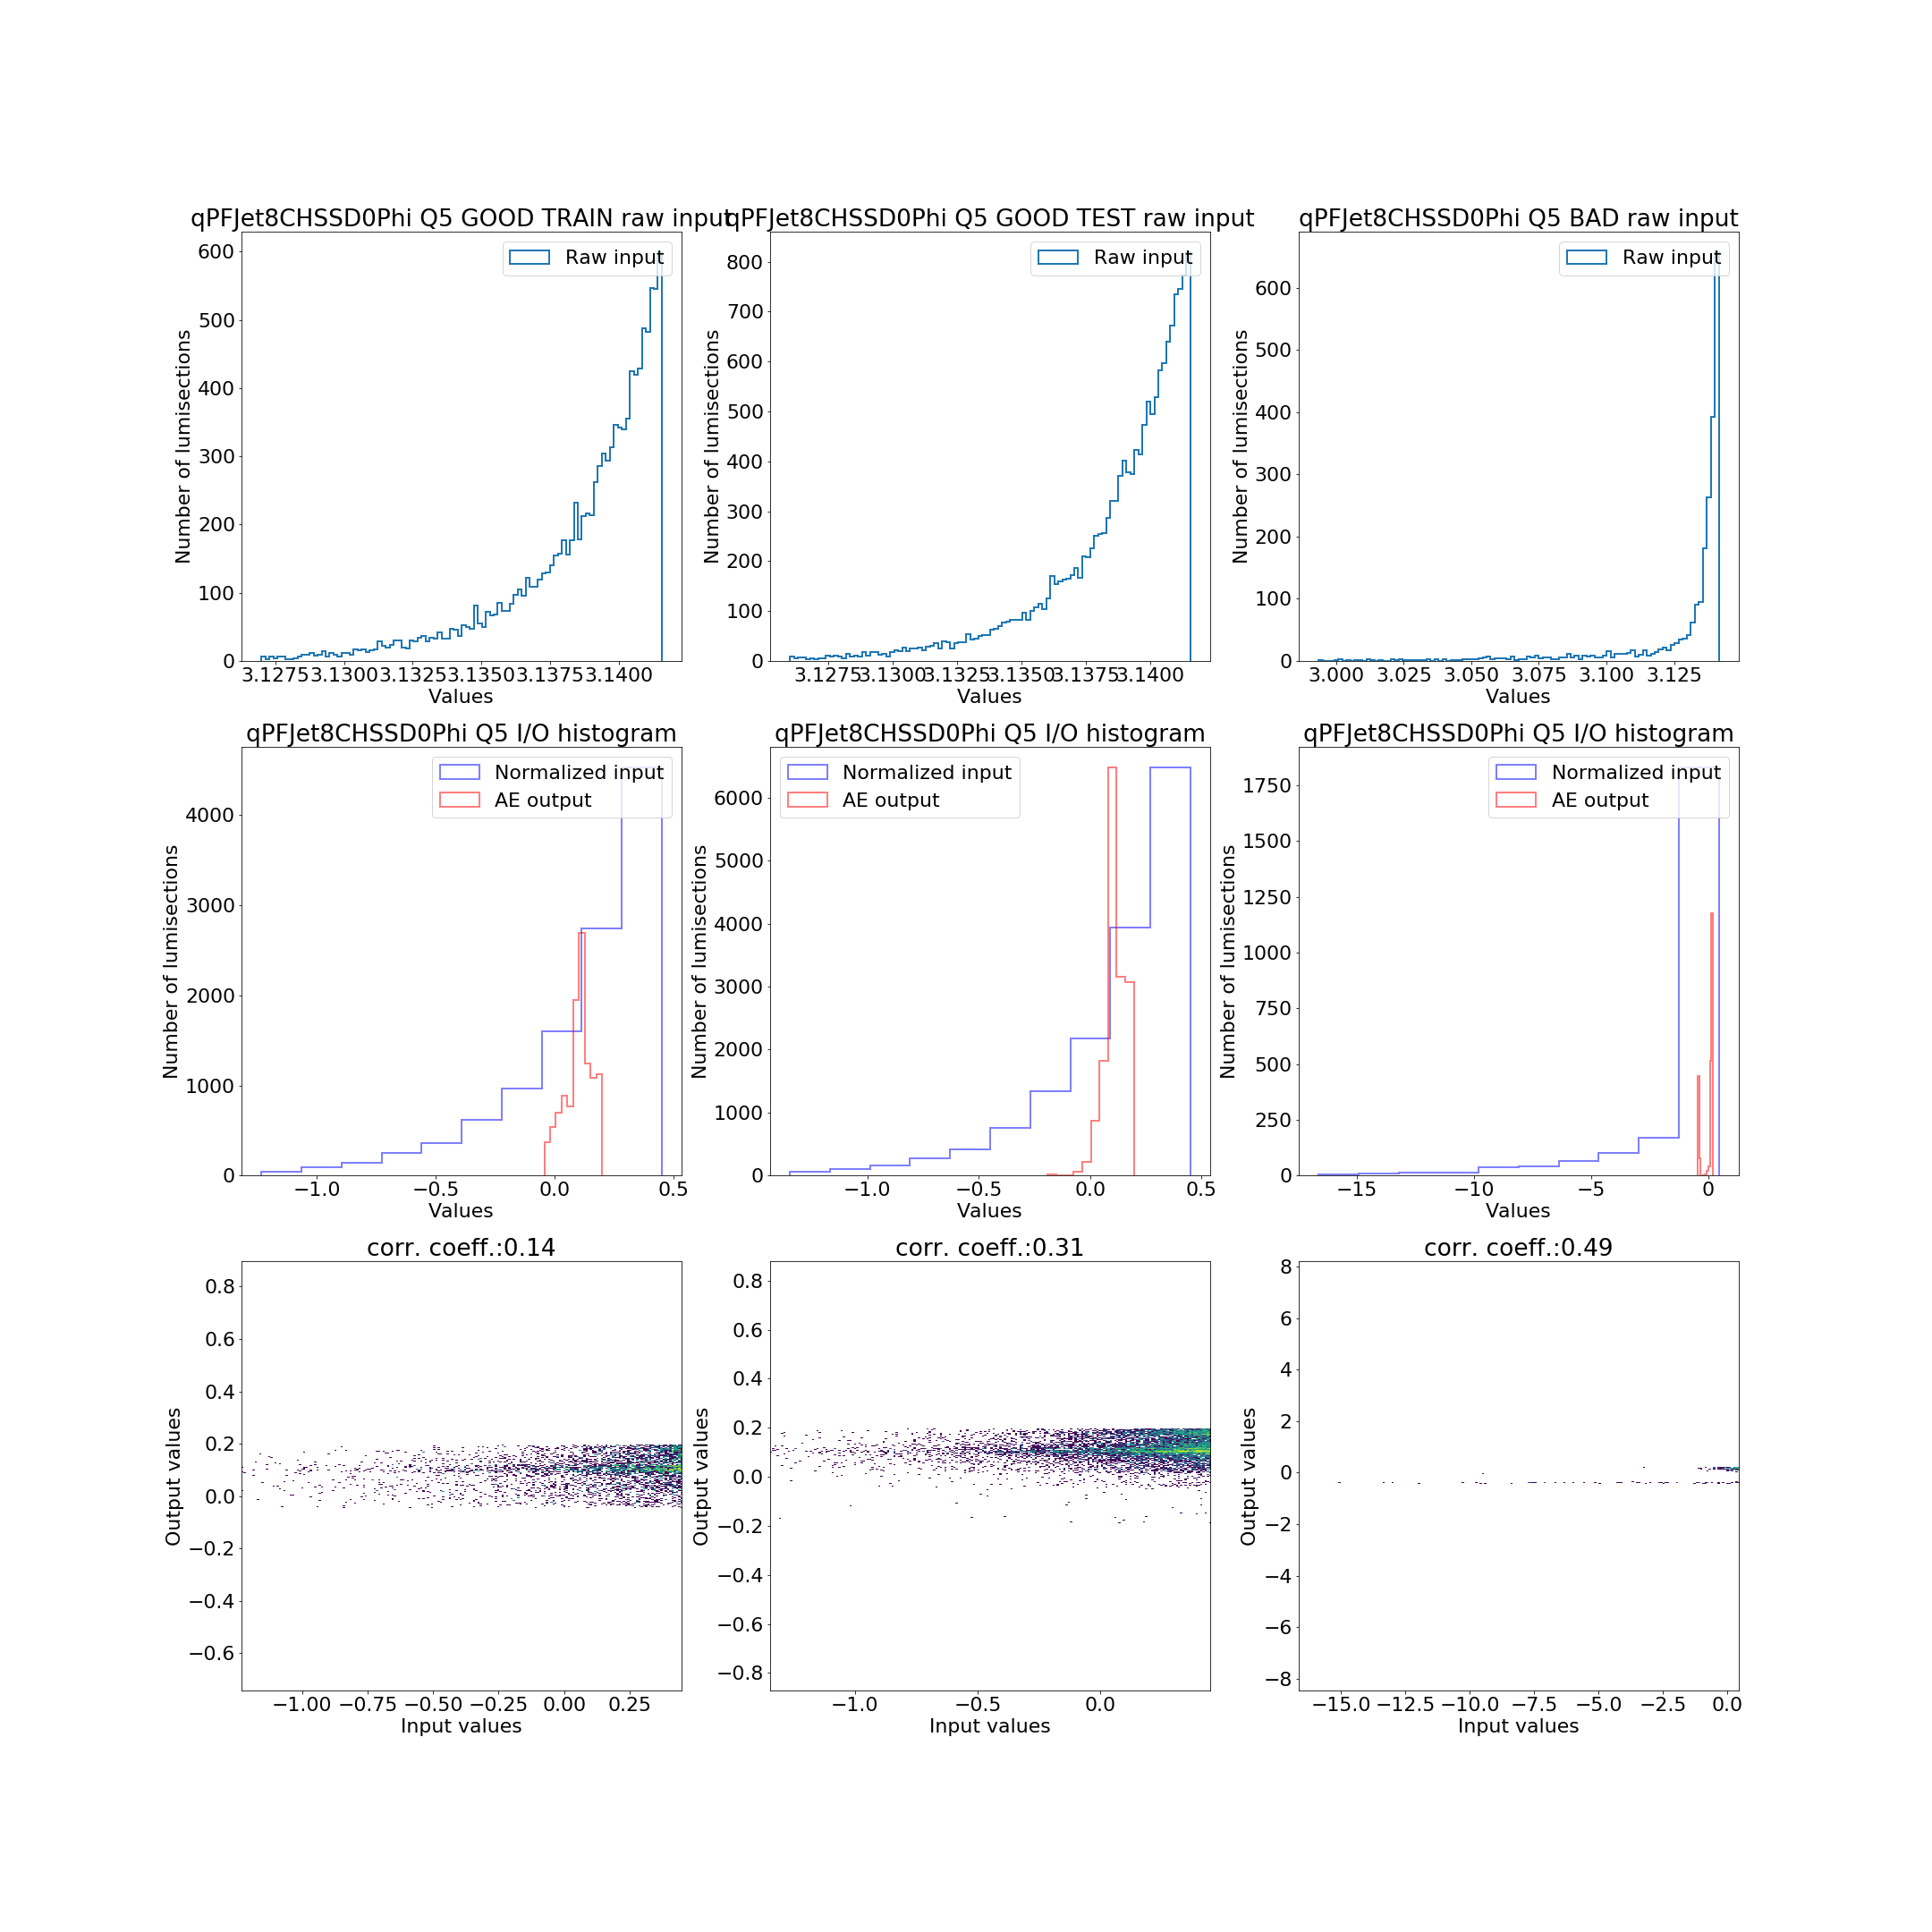 qPFJet8CHSSD0Phi Q5 GOOD TRAIN raw input
Raw input
600
500
400
300
200
100
0
Number of lumisections
3.1275 3.1300 3.1325 3.1350 3.1375 3.1400
Values
qPFJet8CHSSD0Phi Q5 GOOD TEST raw input
Raw input
800
700
600
500
400
300
200
100
0
Number of lumisections
3.1275 3.1300 3.1325 3.1350 3.1375 3.1400
Values
qPFJet8CHSSD0Phi Q5 BAD raw input
Raw input
600
500
400
300
200
100
0
Number of lumisections
3.000 3.025 3.050 3.075 3.100 3.125
Values
qPFJet8CHSSD0Phi Q5 I/O histogram
Normalized input
AE output
4000
3000
2000
1000
0
Number of lumisections
−1.0 −0.5 0.0 0.5
Values
qPFJet8CHSSD0Phi Q5 I/O histogram
Normalized input
AE output
6000
5000
4000
3000
2000
1000
0
Number of lumisections
−1.0 −0.5 0.0 0.5
Values
qPFJet8CHSSD0Phi Q5 I/O histogram
Normalized input
AE output
1750
1500
1250
1000
750
500
250
0
Number of lumisections
−15 −10 −5 0
Values
corr. coeff.:0.14
0.8
0.6
0.4
0.2
0.0
−0.2
−0.4
−0.6
Output values
−1.00 −0.75 −0.50 −0.25 0.00 0.25
Input values
corr. coeff.:0.31
0.8
0.6
0.4
0.2
0.0
−0.2
−0.4
−0.6
−0.8
Output values
−1.0 −0.5 0.0
Input values
corr. coeff.:0.49
8
6
4
2
0
−2
−4
−6
−8
Output values
−15.0 −12.5 −10.0 −7.5 −5.0 −2.5 0.0
Input values